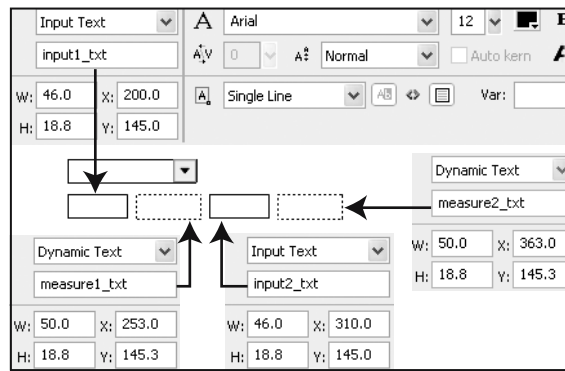 Input Text
A Arial 12 B
input1_txt
A V 0 A Normal Auto kern A
W: 46.0 X: 200.0
A Single Line AB <> Var:
H: 18.8 Y: 145.0
Dynamic Text
measure2_txt
W: 50.0 X: 363.0
H: 18.8 Y: 145.3
Dynamic Text
measure1_txt
W: 50.0 X: 253.0
H: 18.8 Y: 145.3
Input Text
input2_txt
W: 46.0 X: 310.0
H: 18.8 Y: 145.0